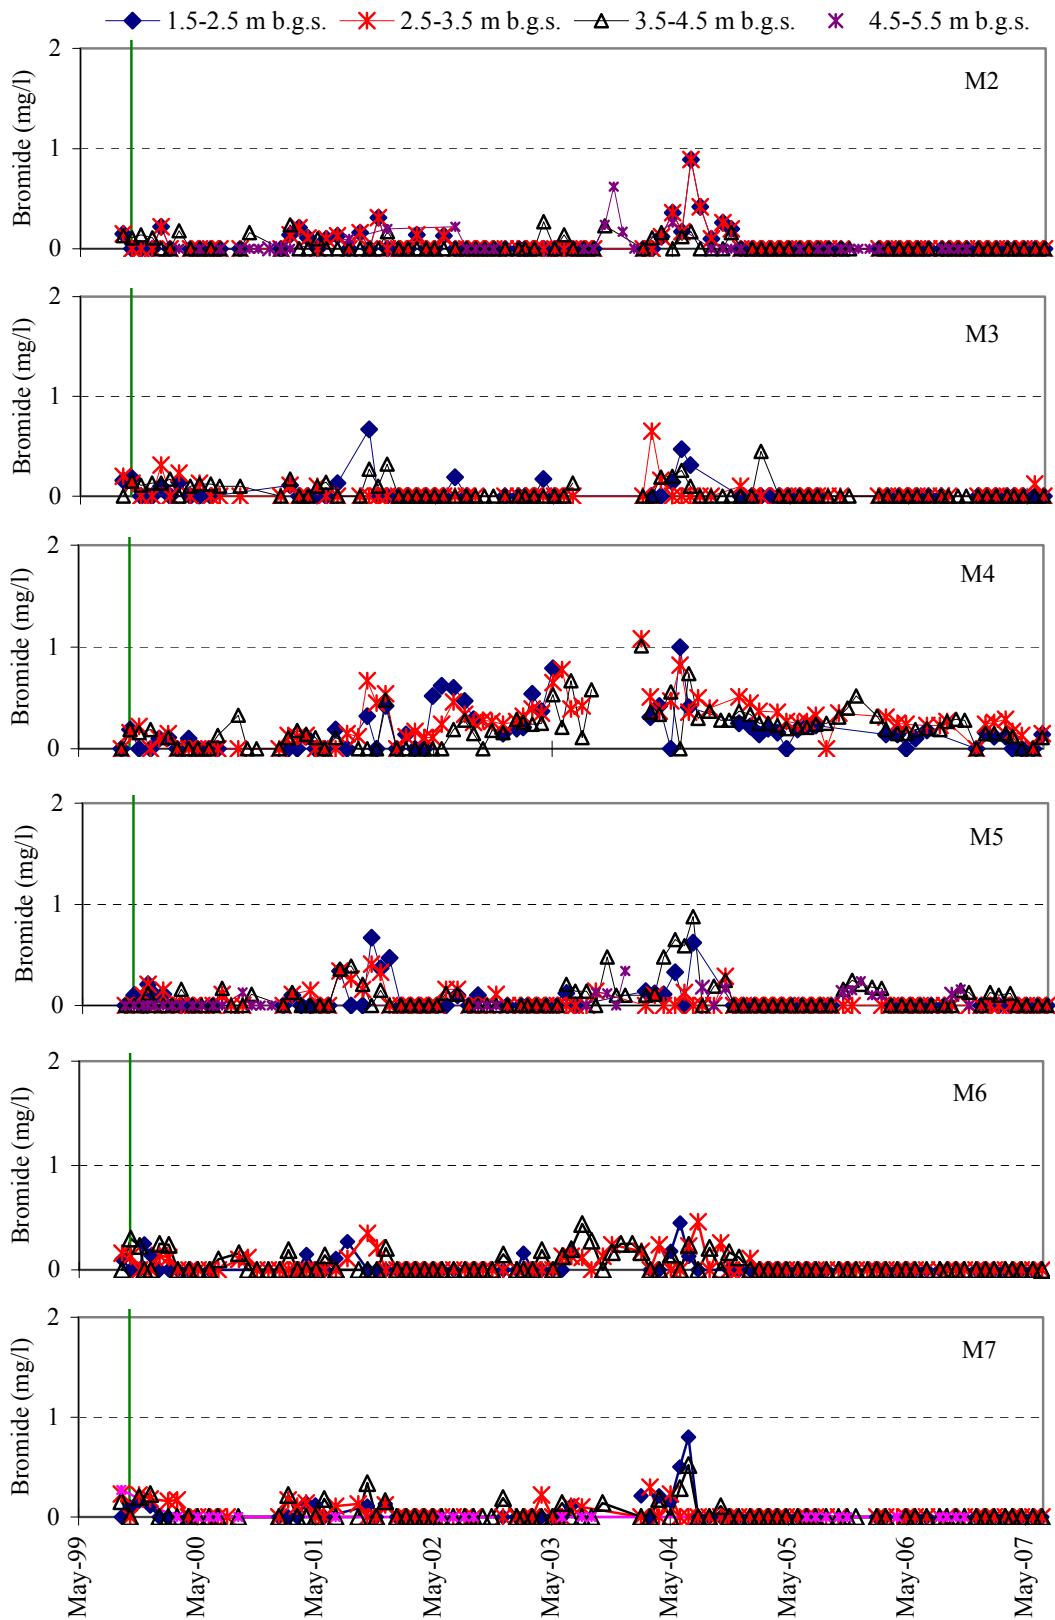 1.5-2.5 m b.g.s. 2.5-3.5 m b.g.s. 3.5-4.5 m b.g.s. 4.5-5.5 m b.g.s.
Bromide (mg/l)
2
1
0
M2
Bromide (mg/l)
2
1
0
M3
Bromide (mg/l)
2
1
0
M4
Bromide (mg/l)
2
1
0
M5
Bromide (mg/l)
2
1
0
M6
Bromide (mg/l)
2
1
0
M7
May-99
May-00
May-01
May-02
May-03
May-04
May-05
May-06
May-07